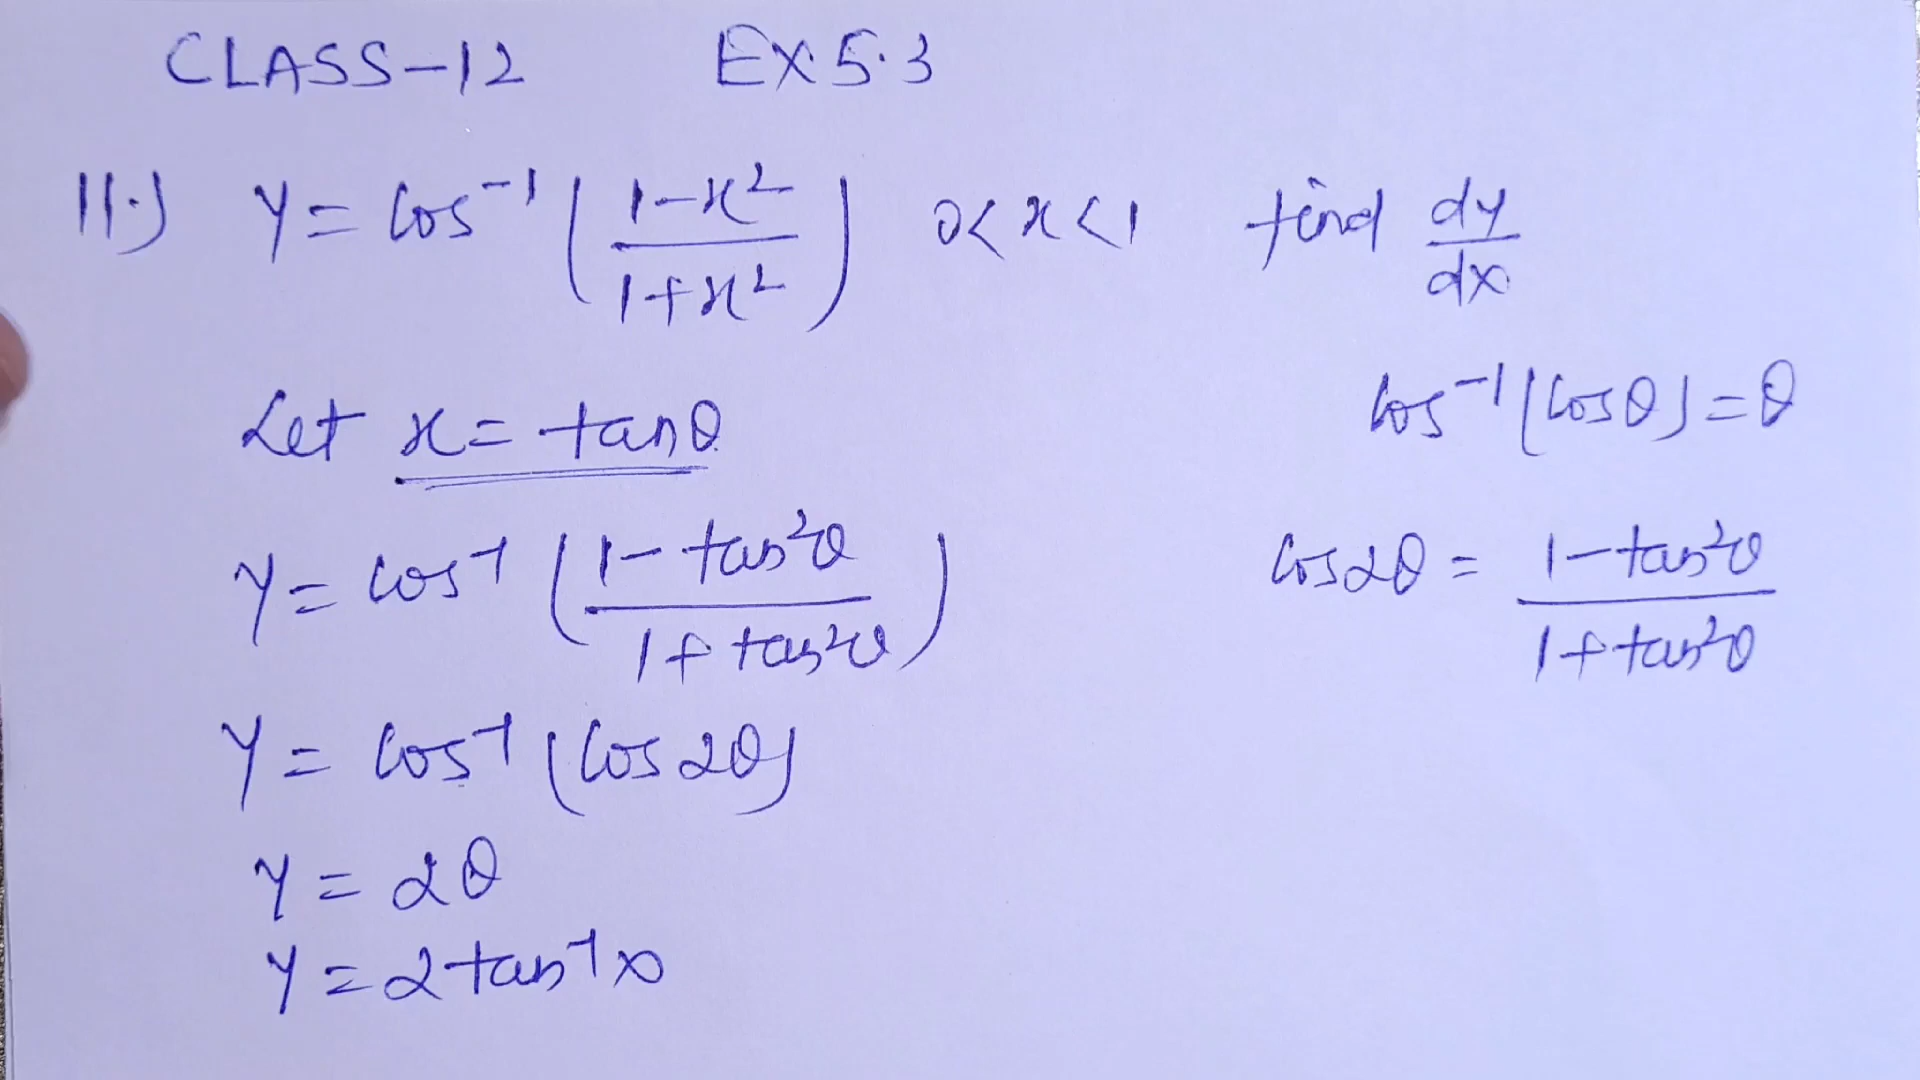 CLASS-12 EX 5.3
11.) y = cos⁻¹ ( (1-x²)/(1+x²) ) 0<x<1 find dy/dx
Let x = tanθ
cos⁻¹(cosθ) = θ
y = cos⁻¹ ( (1-tan²θ)/(1+tan²θ) )
cos2θ = (1-tan²θ)/(1+tan²θ)
y = cos⁻¹(cos2θ)
y = 2θ
y = 2tan⁻¹x